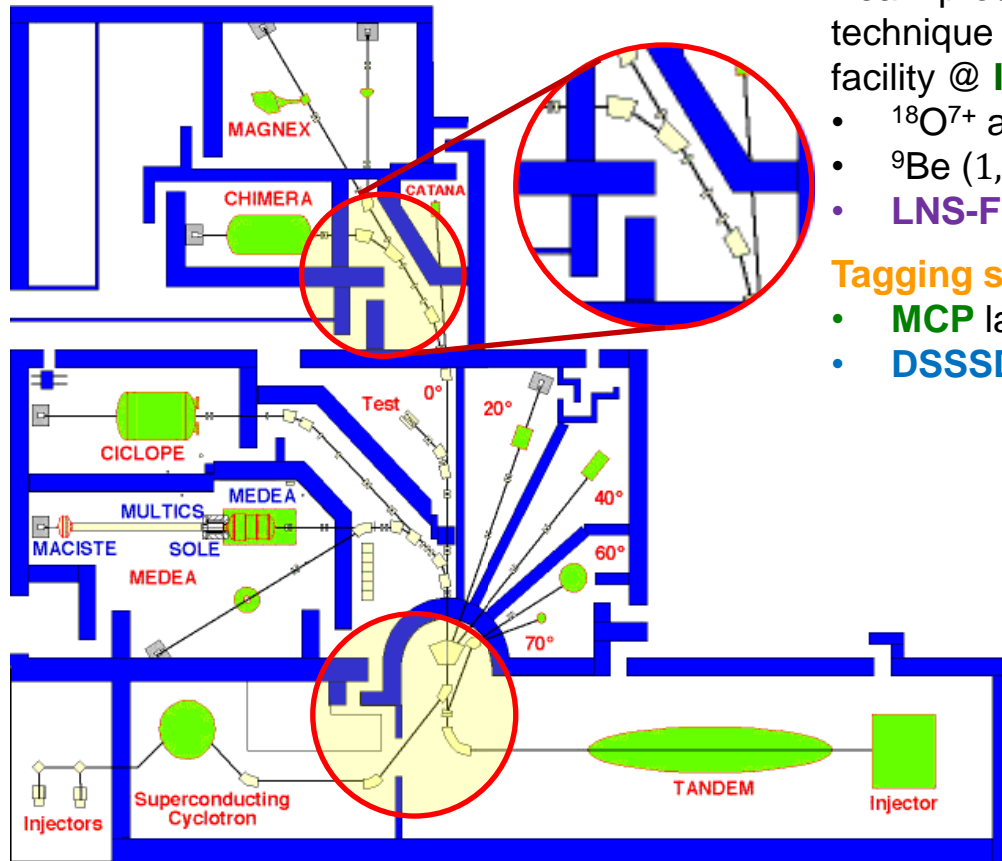 technique
facility @
• ¹⁸O⁷⁺
• ⁹Be (1,
• LNS-F
Tagging
• MCP
• DSSSD
MAGNEX
CHIMERA
CATANA
Test
0°
20°
CICLOPE
40°
MULTICS
MEDEA
MACISTE
SOLE
60°
MEDEA
70°
TANDEM
Superconducting
Cyclotron
Injectors
Injector